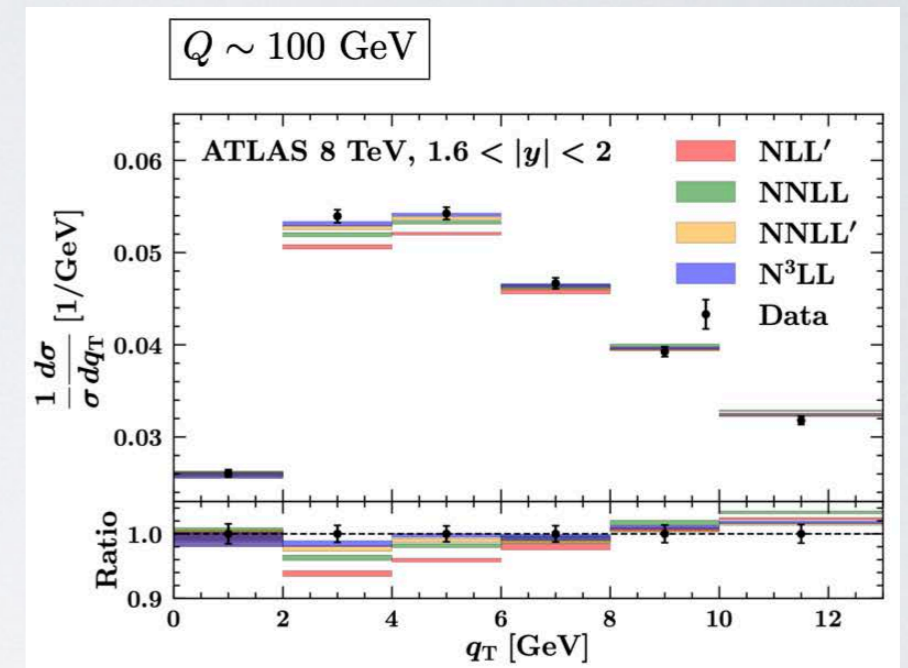 Q ~ 100 GeV
ATLAS 8 TeV, 1.6 < |y| < 2
NLL′
NNLL
NNLL′
N³LL
Data
1/σ dσ/dq_T [1/GeV]
0.06
0.05
0.04
0.03
Ratio
1.0
0.9
0 2 4 6 8 10 12
q_T [GeV]